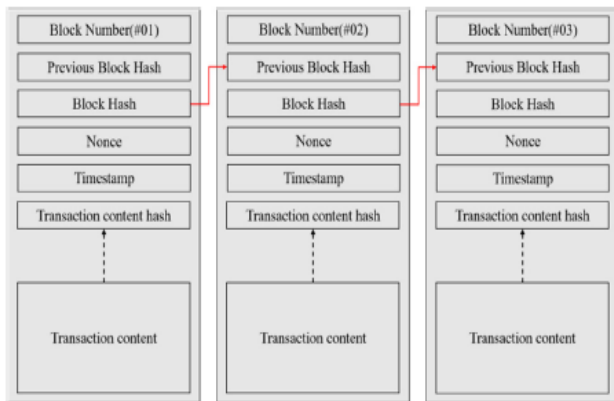 Block Number(#01)
Previous Block Hash
Block Hash
Nonce
Timestamp
Transaction content hash
Transaction content
Block Number(#02)
Previous Block Hash
Block Hash
Nonce
Timestamp
Transaction content hash
Transaction content
Block Number(#03)
Previous Block Hash
Block Hash
Nonce
Timestamp
Transaction content hash
Transaction content